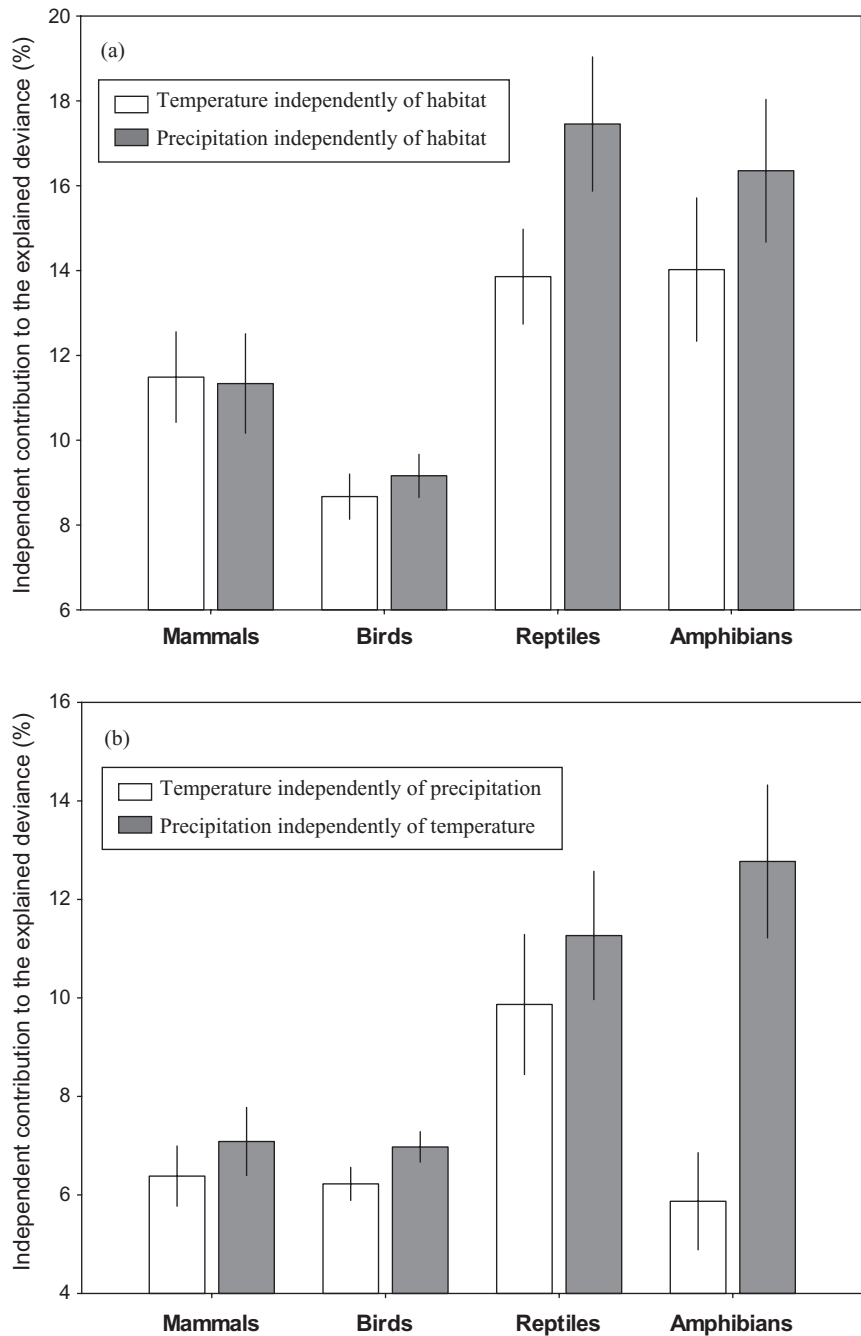 Independent contribution to the explained deviance (%)
20
18
16
14
12
10
8
6
(a)
Temperature independently of habitat
Precipitation independently of habitat
Mammals Birds Reptiles Amphibians
Independent contribution to the explained deviance (%)
16
14
12
10
8
6
4
(b)
Temperature independently of precipitation
Precipitation independently of temperature
Mammals Birds Reptiles Amphibians